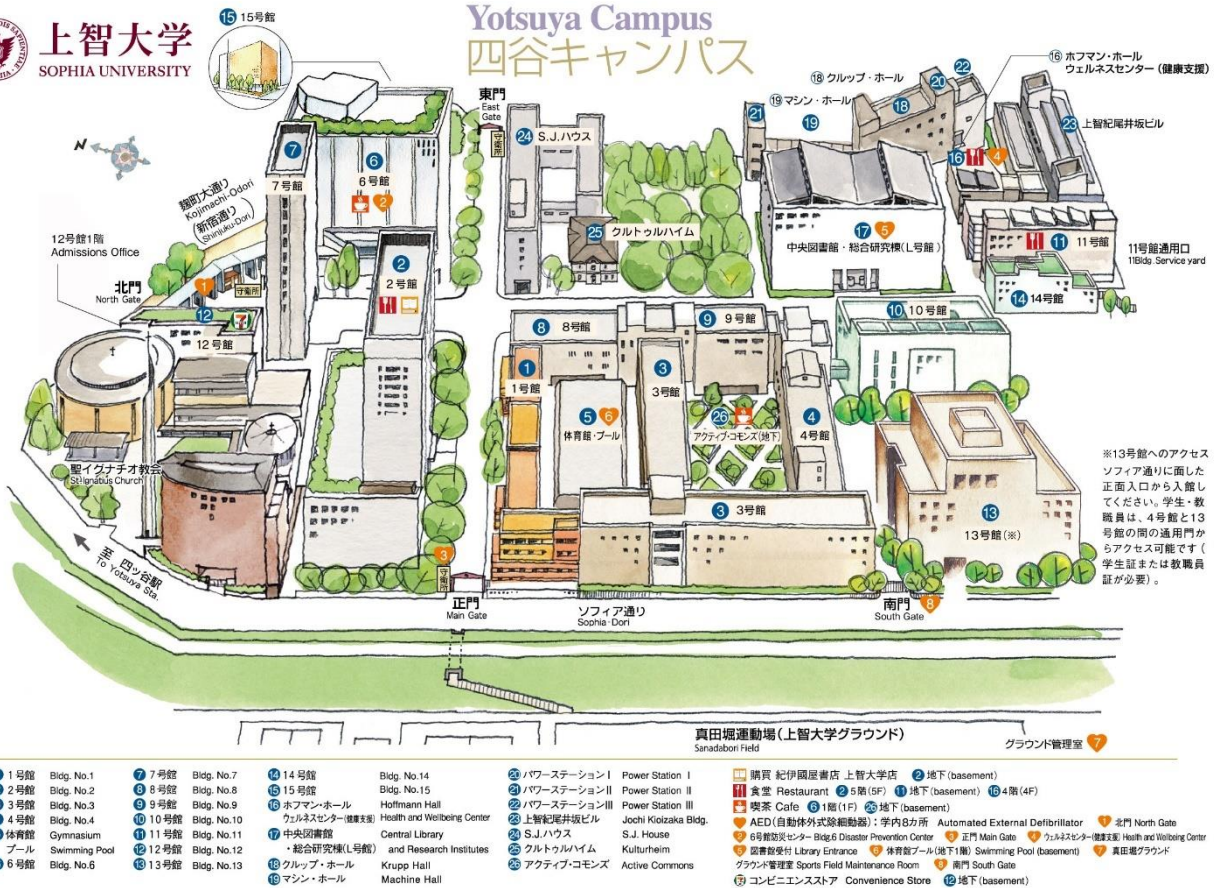 上智大学
SOPHIA UNIVERSITY
15 15号館
Yotsuya Campus
四谷キャンパス
N
東門
East
Gate
守衛所
24 S.J.ハウス
25 クルトゥルハイム
18 クルップ・ホール
19 マシン・ホール
19
21
18
20
22
16 ホフマン・ホール
ウェルネスセンター(健康支援)
16 4
23 上智紀尾井坂ビル
7
7号館
6
6号館
2
麹町大通り
Kojimachi-Odori
(新宿通り)
Shinjuku-Dori
12号館1階
Admissions Office
北門
North Gate
1
守衛所
12
12号館
2
2号館
17 5
中央図書館・総合研究棟(L号館)
11 11号館
11号館通用口
11Bldg. Service yard
14 14号館
10 10号館
8 8号館
9 9号館
1
1号館
5 6
体育館・プール
3
3号館
26
アクティブ・コモンズ(地下)
4
4号館
3 3号館
13
13号館(※)
※13号館へのアクセス
ソフィア通りに面した
正面入口から入館し
てください。学生・教
職員は、4号館と13
号館の間の通用門か
らアクセス可能です(
学生証または教職員
証が必要)。
聖イグナチオ教会
St-Ignatius Church
至 四ツ谷駅
To Yotsuya Sta.
3
守衛所
正門
Main Gate
ソフィア通り
Sophia-Dori
南門 8
South Gate
真田堀運動場(上智大学グラウンド)
Sanadabori Field
グラウンド管理室 7
1号館 Bldg. No.1
2号館 Bldg. No.2
3号館 Bldg. No.3
4号館 Bldg. No.4
体育館 Gymnasium
プール Swimming Pool
6号館 Bldg. No.6
7 7号館 Bldg. No.7
8 8号館 Bldg. No.8
9 9号館 Bldg. No.9
10 10号館 Bldg. No.10
11 11号館 Bldg. No.11
12 12号館 Bldg. No.12
13 13号館 Bldg. No.13
14 14号館 Bldg. No.14
15 15号館 Bldg. No.15
16 ホフマン・ホール Hoffmann Hall
ウェルネスセンター(健康支援) Health and Wellbeing Center
17 中央図書館 Central Library
・総合研究棟(L号館) and Research Institutes
18 クルップ・ホール Krupp Hall
19 マシン・ホール Machine Hall
20 パワーステーションI Power Station I
21 パワーステーションII Power Station II
22 パワーステーションIII Power Station III
23 上智紀尾井坂ビル Jochi Kioizaka Bldg.
24 S.J.ハウス S.J. House
25 クルトゥルハイム Kulturheim
26 アクティブ・コモンズ Active Commons
購買 紀伊國屋書店 上智大学店 2 地下(basement)
食堂 Restaurant 2 5階(5F) 11 地下(basement) 16 4階(4F)
喫茶 Cafe 6 1階(1F) 26 地下(basement)
AED(自動体外式除細動器):学内8カ所 Automated External Defibrillator 1 北門 North Gate
2 6号館防災センター Bldg.6 Disaster Prevention Center 3 正門 Main Gate 4 ウェルネスセンター(健康支援) Health and Wellbeing Center
5 図書館受付 Library Entrance 6 体育館プール(地下1階) Swimming Pool (basement) 7 真田堀グラウンド
グラウンド管理室 Sports Field Maintenance Room 8 南門 South Gate
コンビニエンスストア Convenience Store 12 地下(basement)